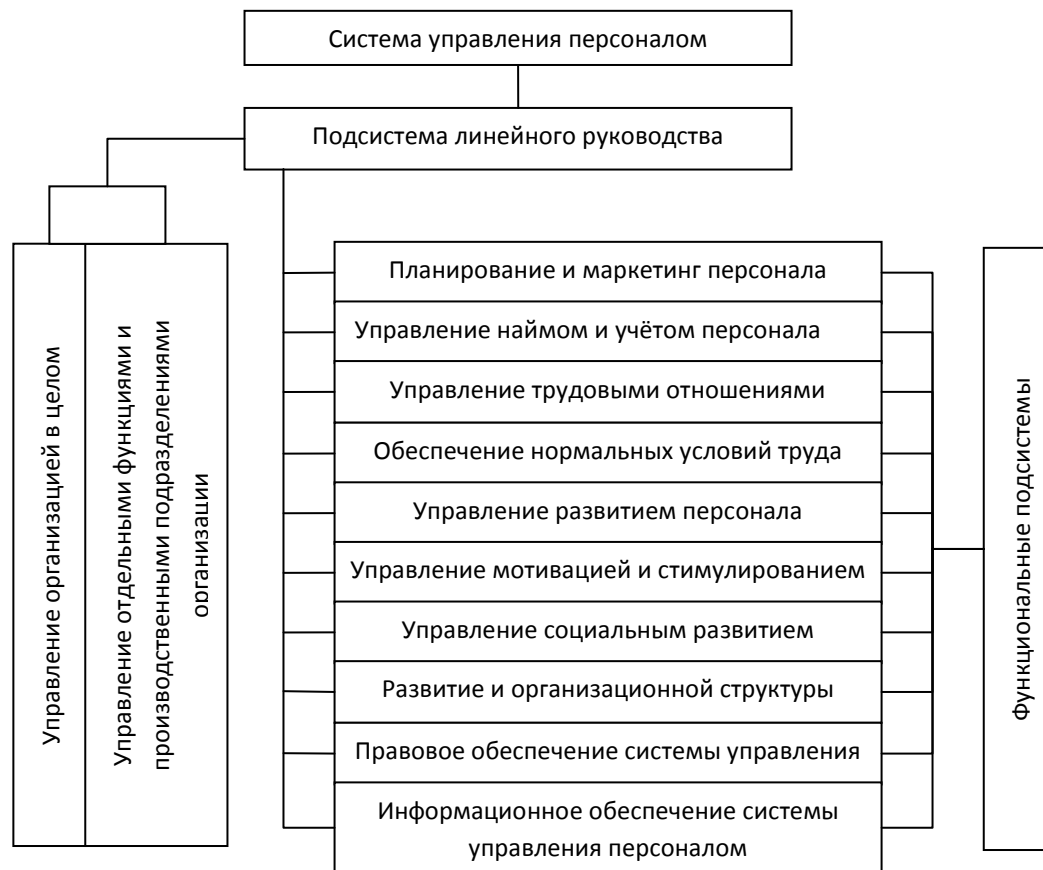 Система управления персоналом
Подсистема линейного руководства
Управление организацией в целом
Управление отдельными функциями и
производственными подразделениями
организации
Планирование и маркетинг персонала
Управление наймом и учётом персонала
Управление трудовыми отношениями
Обеспечение нормальных условий труда
Управление развитием персонала
Управление мотивацией и стимулированием
Управление социальным развитием
Развитие и организационной структуры
Правовое обеспечение системы управления
Информационное обеспечение системы
управления персоналом
Функциональные подсистемы